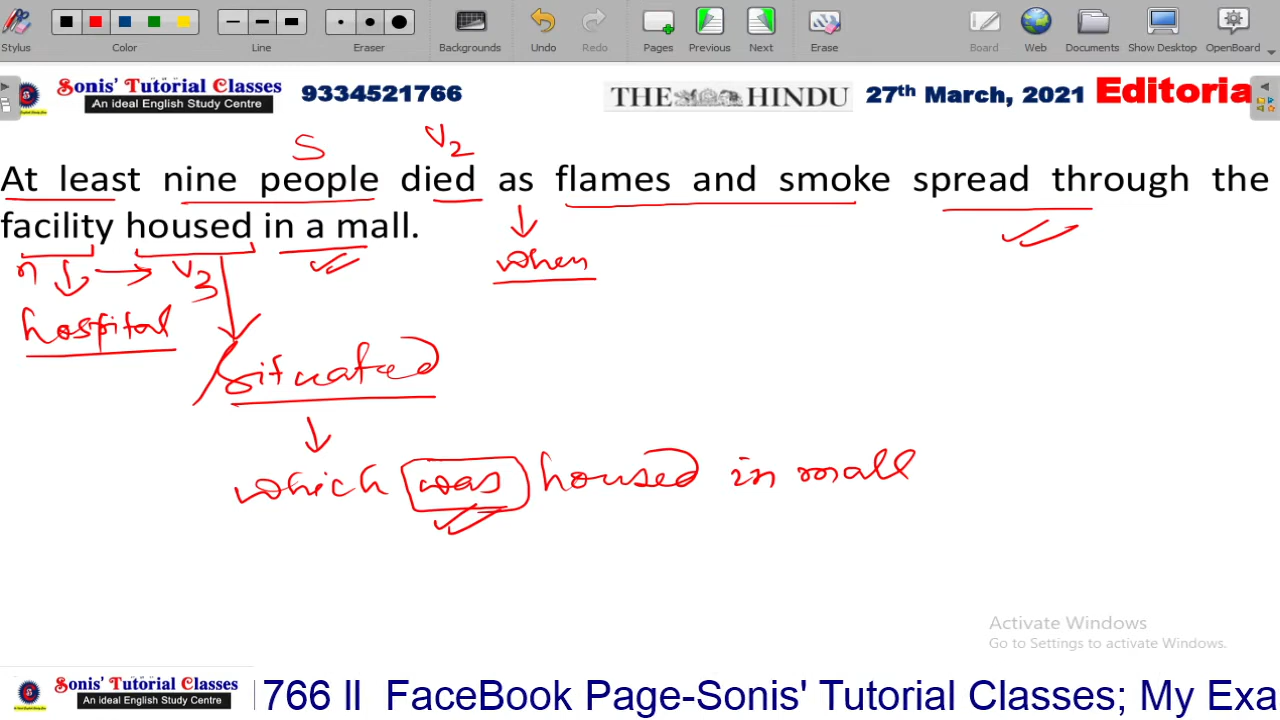 Stylus Color Line Eraser Backgrounds Undo Redo Pages Previous Next Erase Board Web Documents Show Desktop OpenBoard
Sonis' Tutorial Classes
An ideal English Study Centre
9334521766
THE HINDU
27th March, 2021
Editoria
S V2
At least nine people died as flames and smoke spread through the
facility housed in a mall.
n V3 when
hospital
situated
which was housed in mall
Activate Windows
Go to Settings to activate Windows.
Sonis' Tutorial Classes
An ideal English Study Centre
766 ll FaceBook Page-Sonis' Tutorial Classes; My Exa